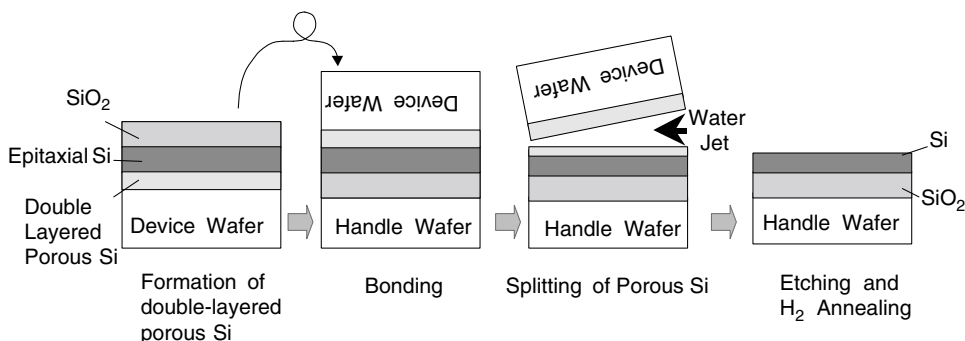 SiO2
Epitaxial Si
Double
Layered
Porous Si
Device Wafer
Formation of
double-layered
porous Si
Device Wafer
Handle Wafer
Bonding
Device Wafer
Water
Jet
Handle Wafer
Splitting of Porous Si
Si
SiO2
Handle Wafer
Etching and
H2 Annealing